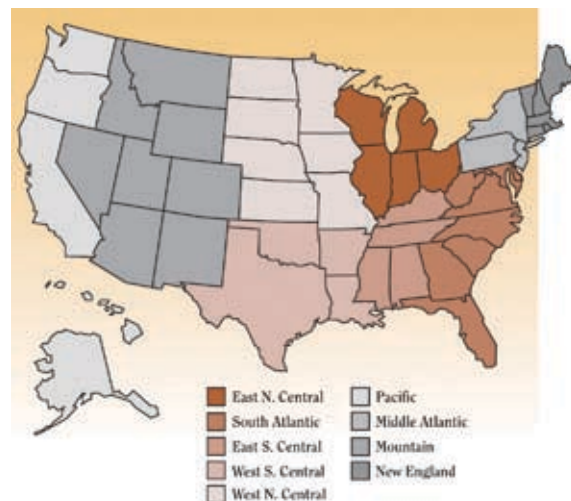 East N. Central
South Atlantic
East S. Central
West S. Central
West N. Central
Pacific
Middle Atlantic
Mountain
New England